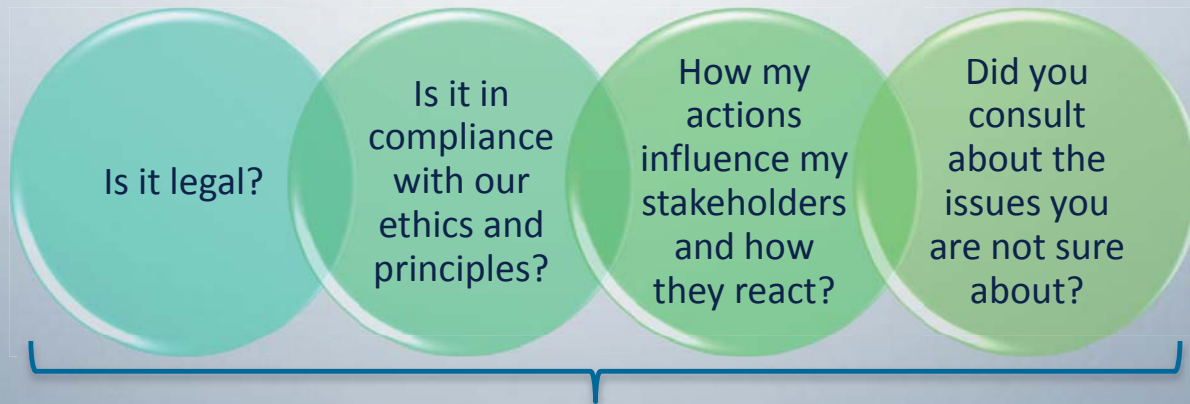 Is it legal?
Is it in
compliance
with our
ethics and
principles?
How my
actions
influence my
stakeholders
and how
they react?
Did you
consult
about the
issues you
are not sure
about?